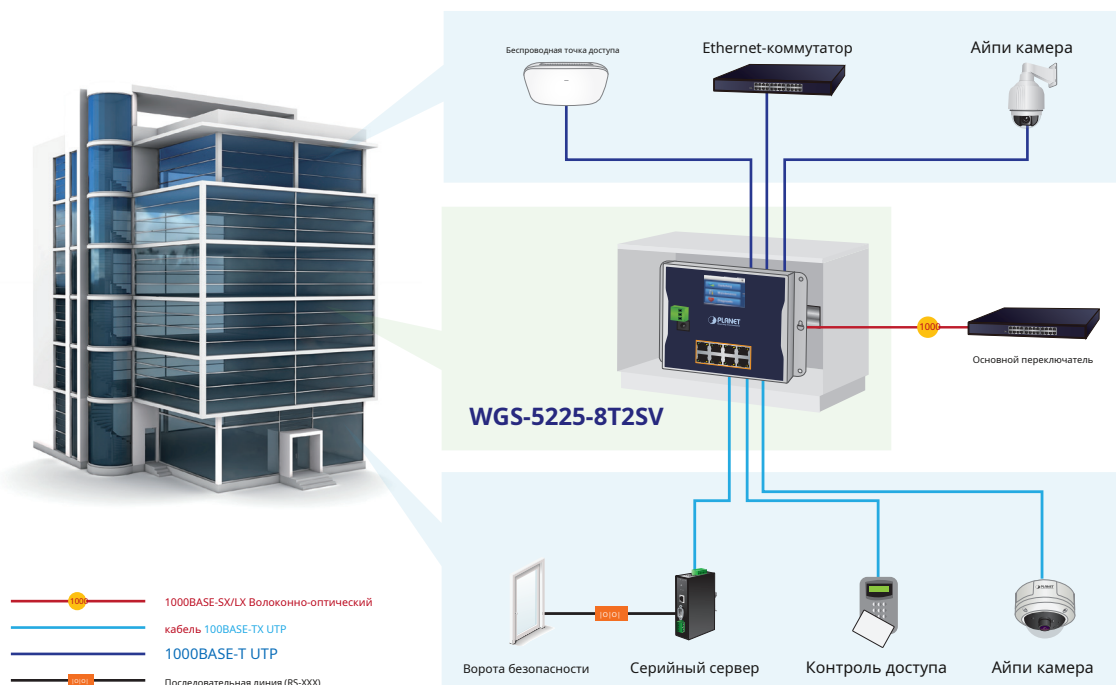 Беспроводная точка доступа
Ethernet-коммутатор
Айпи камера
PLANET
1000
Основной переключатель
WGS-5225-8T2SV
|O|O|
PLANET
Ворота безопасности
Серийный сервер
Контроль доступа
Айпи камера
1000
1000BASE-SX/LX Волоконно-оптический
кабель 100BASE-TX UTP
1000BASE-T UTP
|O|O|
Последовательная линия (RS-XXX)